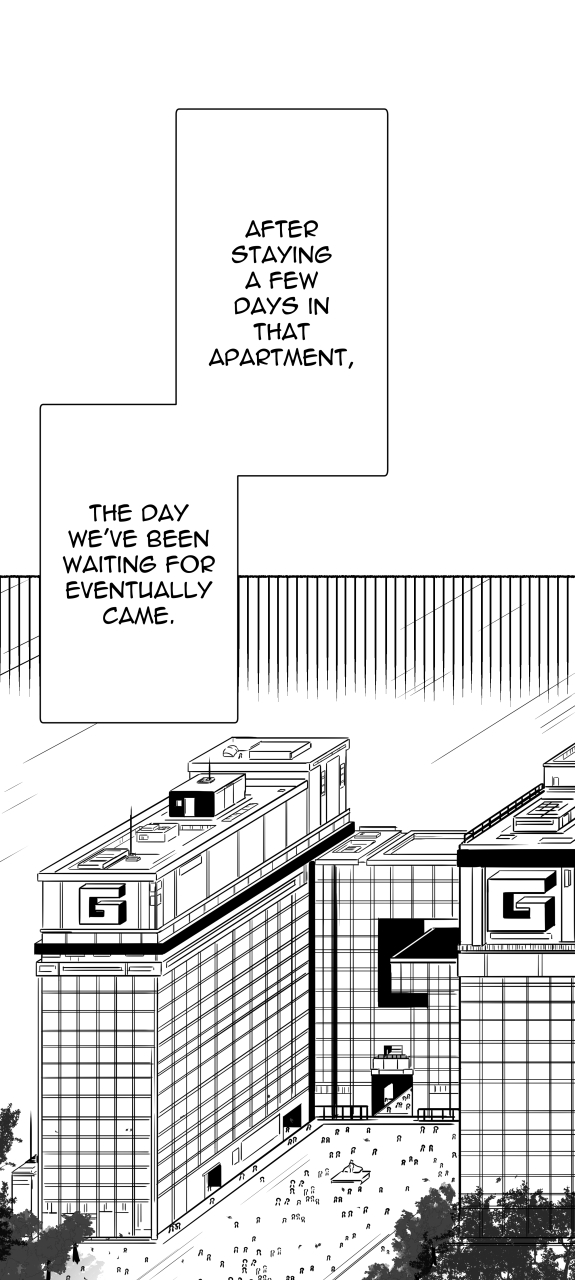 AFTER
STAYING
A FEW
DAYS IN
THAT
APARTMENT,
THE DAY
WE'VE BEEN
WAITING FOR
EVENTUALLY
CAME.
G
G